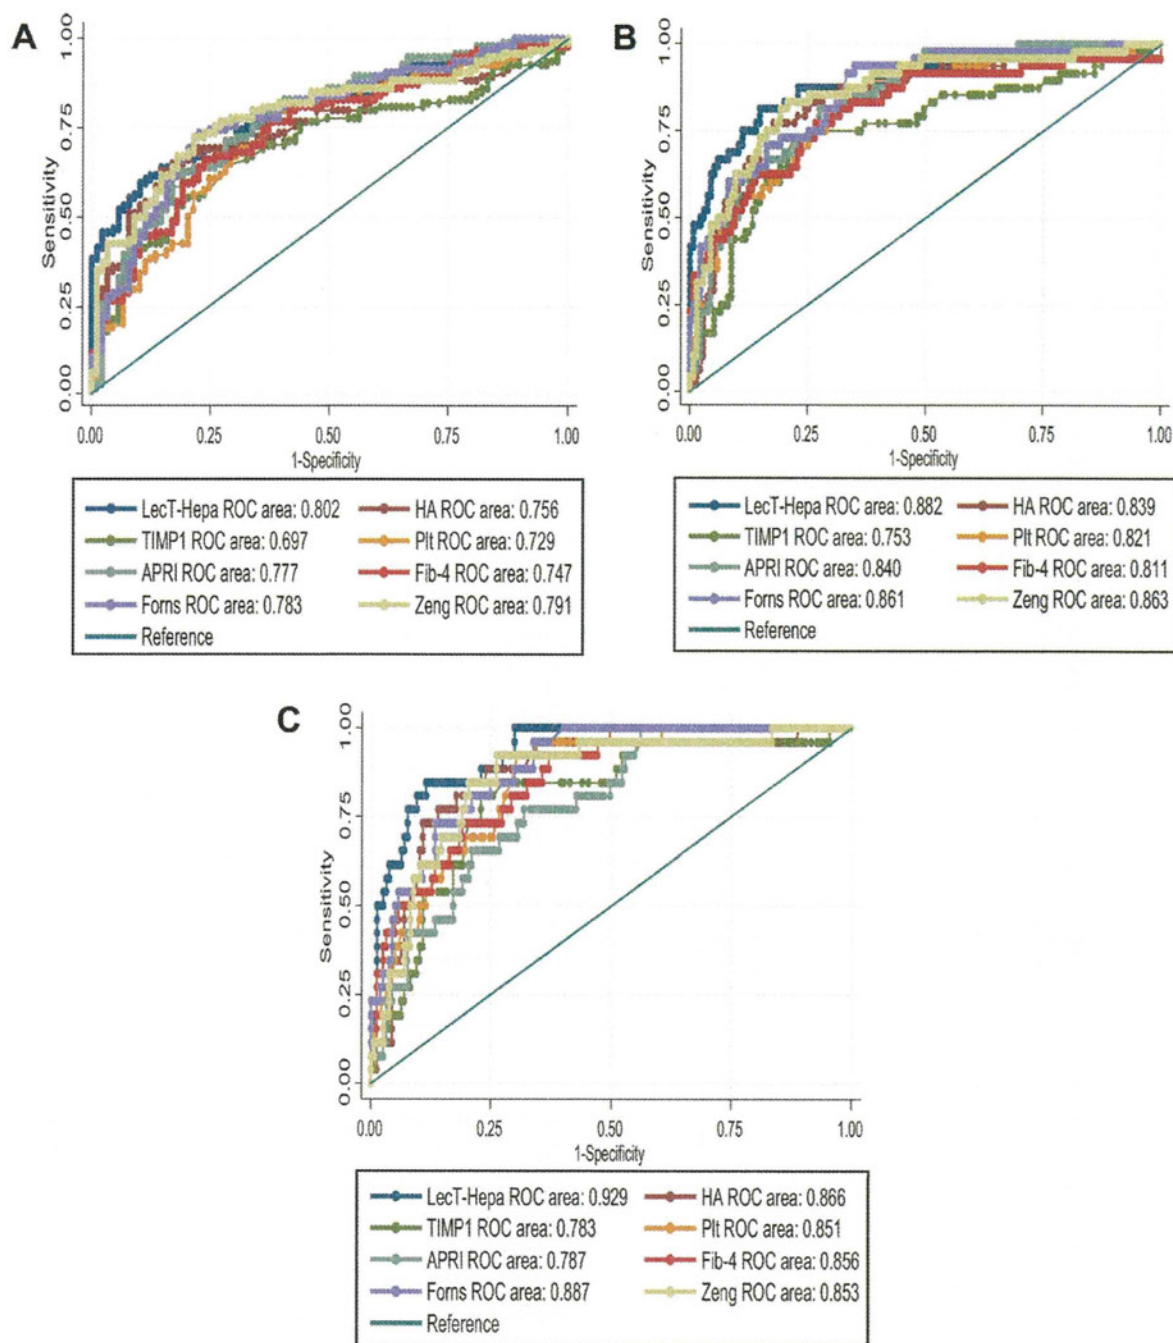 A
Sensitivity
1.00
0.75
0.50
0.25
0.00
0.00 0.25 0.50 0.75 1.00
1-Specificity
LecT-Hepa ROC area: 0.802 HA ROC area: 0.756
TIMP1 ROC area: 0.697 Plt ROC area: 0.729
APRI ROC area: 0.777 Fib-4 ROC area: 0.747
Forns ROC area: 0.783 Zeng ROC area: 0.791
Reference
B
Sensitivity
1.00
0.75
0.50
0.25
0.00
0.00 0.25 0.50 0.75 1.00
1-Specificity
LecT-Hepa ROC area: 0.882 HA ROC area: 0.839
TIMP1 ROC area: 0.753 Plt ROC area: 0.821
APRI ROC area: 0.840 Fib-4 ROC area: 0.811
Forns ROC area: 0.861 Zeng ROC area: 0.863
Reference
C
Sensitivity
1.00
0.75
0.50
0.25
0.00
0.00 0.25 0.50 0.75 1.00
1-Specificity
LecT-Hepa ROC area: 0.929 HA ROC area: 0.866
TIMP1 ROC area: 0.783 Plt ROC area: 0.851
APRI ROC area: 0.787 Fib-4 ROC area: 0.856
Forns ROC area: 0.887 Zeng ROC area: 0.853
Reference